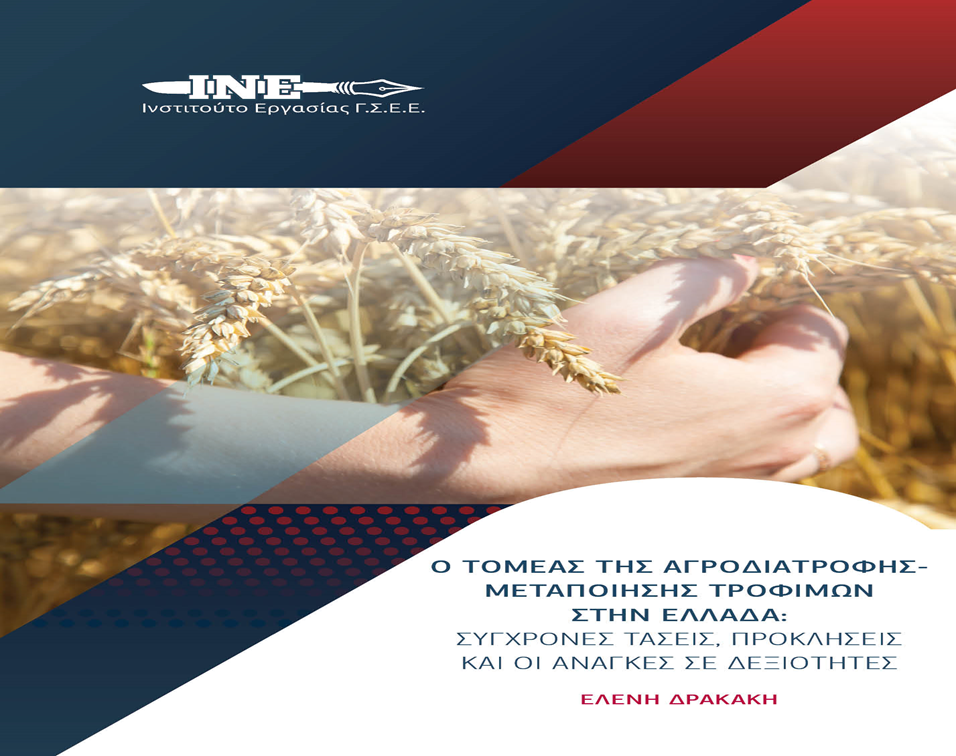 ΙΝΕ
Ινστιτούτο Εργασίας Γ.Σ.Ε.Ε.
Ο ΤΟΜΕΑΣ ΤΗΣ ΑΓΡΟΔΙΑΤΡΟΦΗΣ-
ΜΕΤΑΠΟΙΗΣΗΣ ΤΡΟΦΙΜΩΝ
ΣΤΗΝ ΕΛΛΑΔΑ:
ΣΥΓΧΡΟΝΕΣ ΤΑΣΕΙΣ, ΠΡΟΚΛΗΣΕΙΣ
ΚΑΙ ΟΙ ΑΝΑΓΚΕΣ ΣΕ ΔΕΞΙΟΤΗΤΕΣ
ΕΛΕΝΗ ΔΡΑΚΑΚΗ